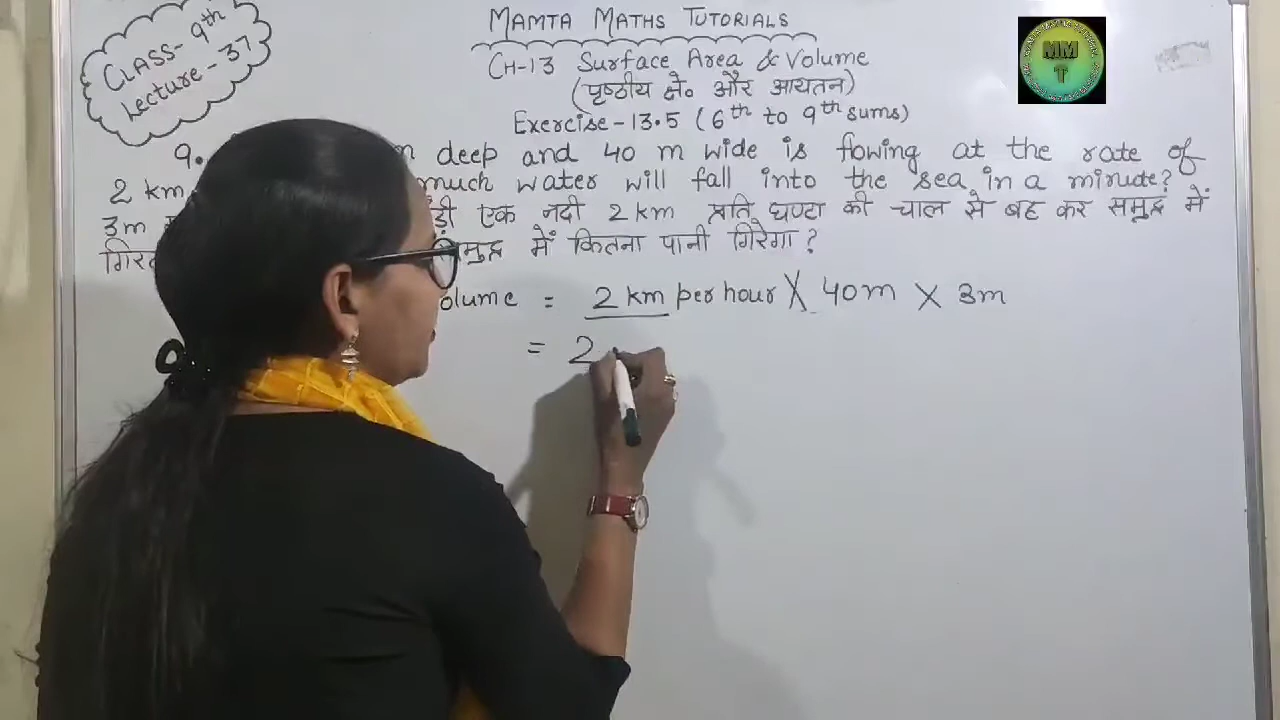 CLASS-9th
Lecture-37
MAMTA MATHS TUTORIALS
CH-13 Surface Area & Volume
(पृष्ठीय क्षे० और आयतन)
Exercise-13.5 (6th to 9th sums)
MM
T
9. deep and 40 m wide is flowing at the rate of
2 km much water will fall into the sea in a minute?
3m एक नदी 2 km प्रति घण्टा की चाल से बह कर समुद्र में
में कितना पानी गिरेगा?
= 2 km per hour X 40m X 3m
= 2